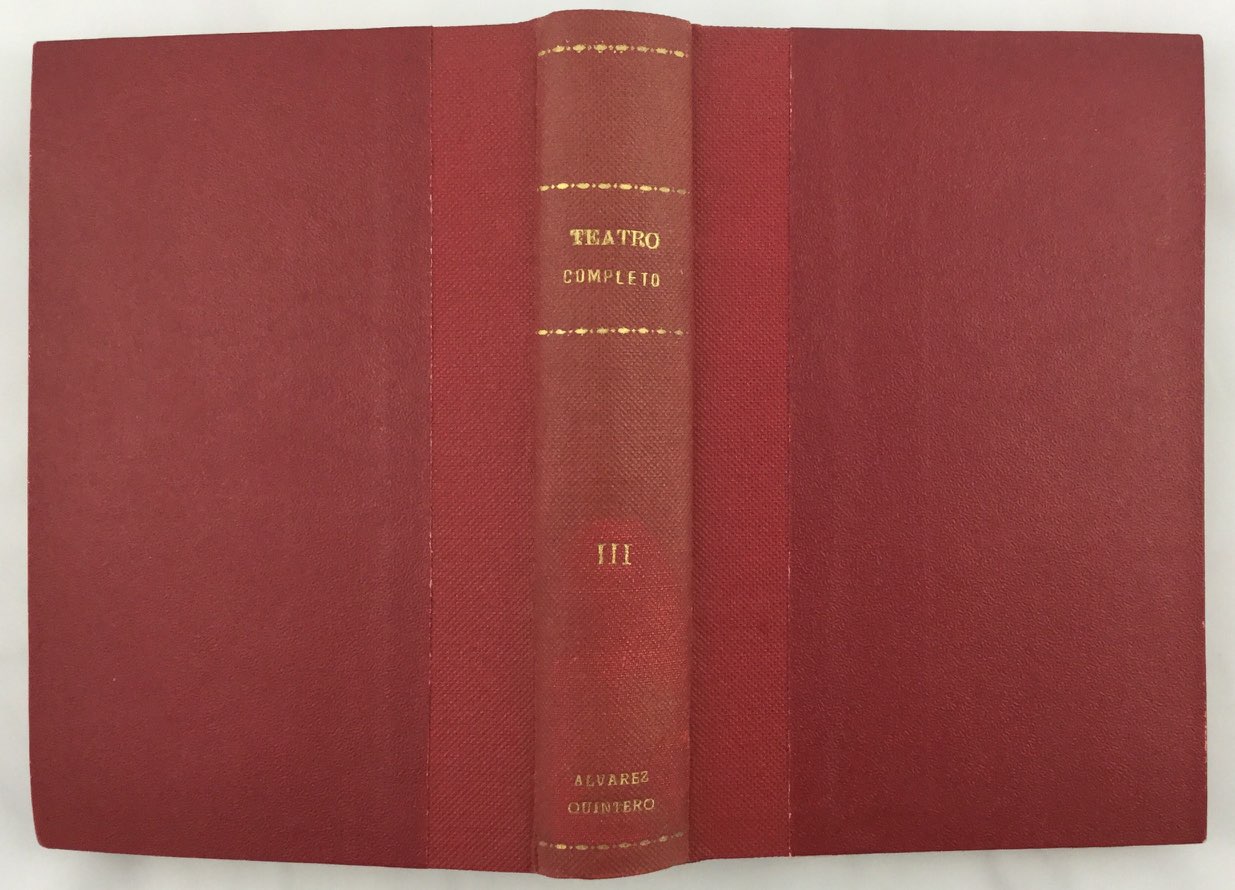 TEATRO
COMPLETO
III
ALVAREZ
QUINTERO